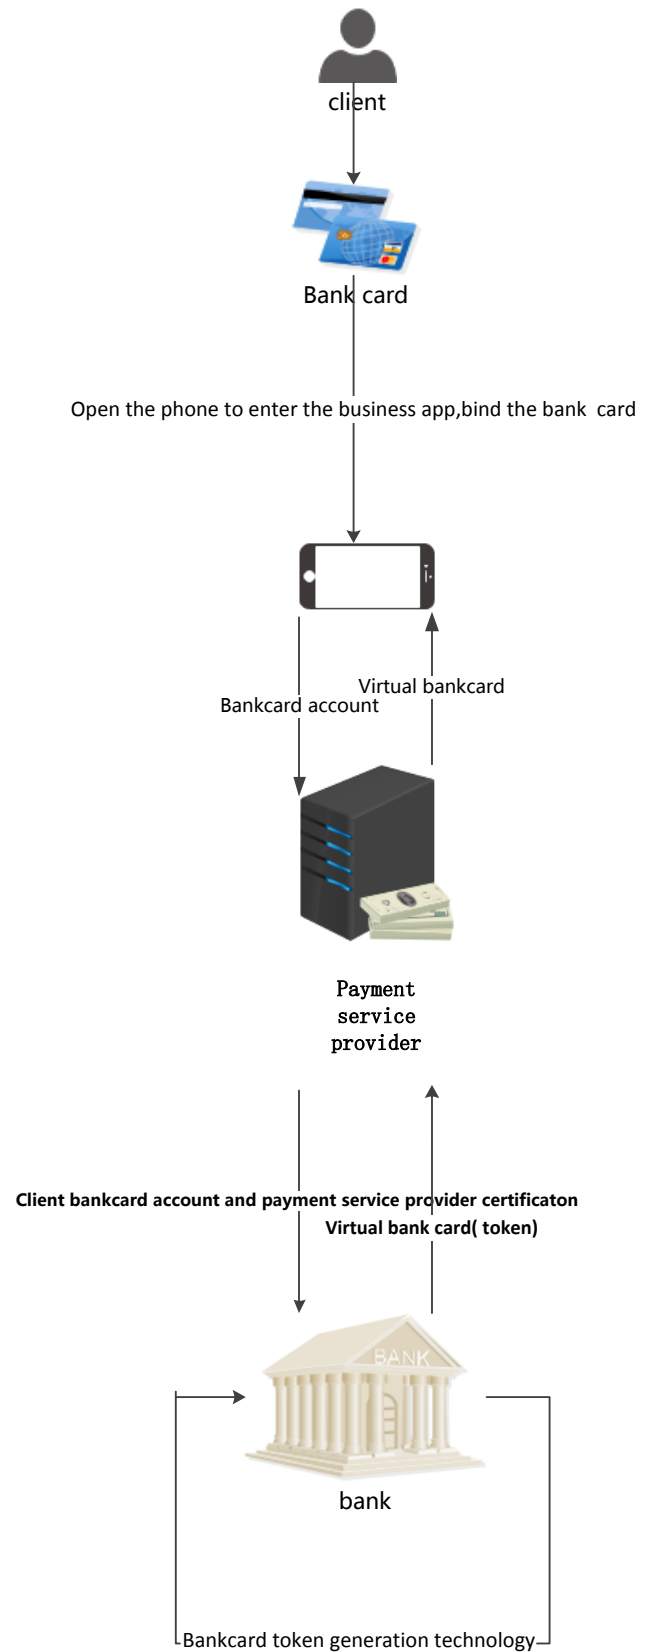 client
Bank card
Open the phone to enter the business app,bind the bank card
Virtual bankcard
Bankcard account
Payment
service
provider
Client bankcard account and payment service provider certificaton
Virtual bank card( token)
BANK
bank
Bankcard token generation technology